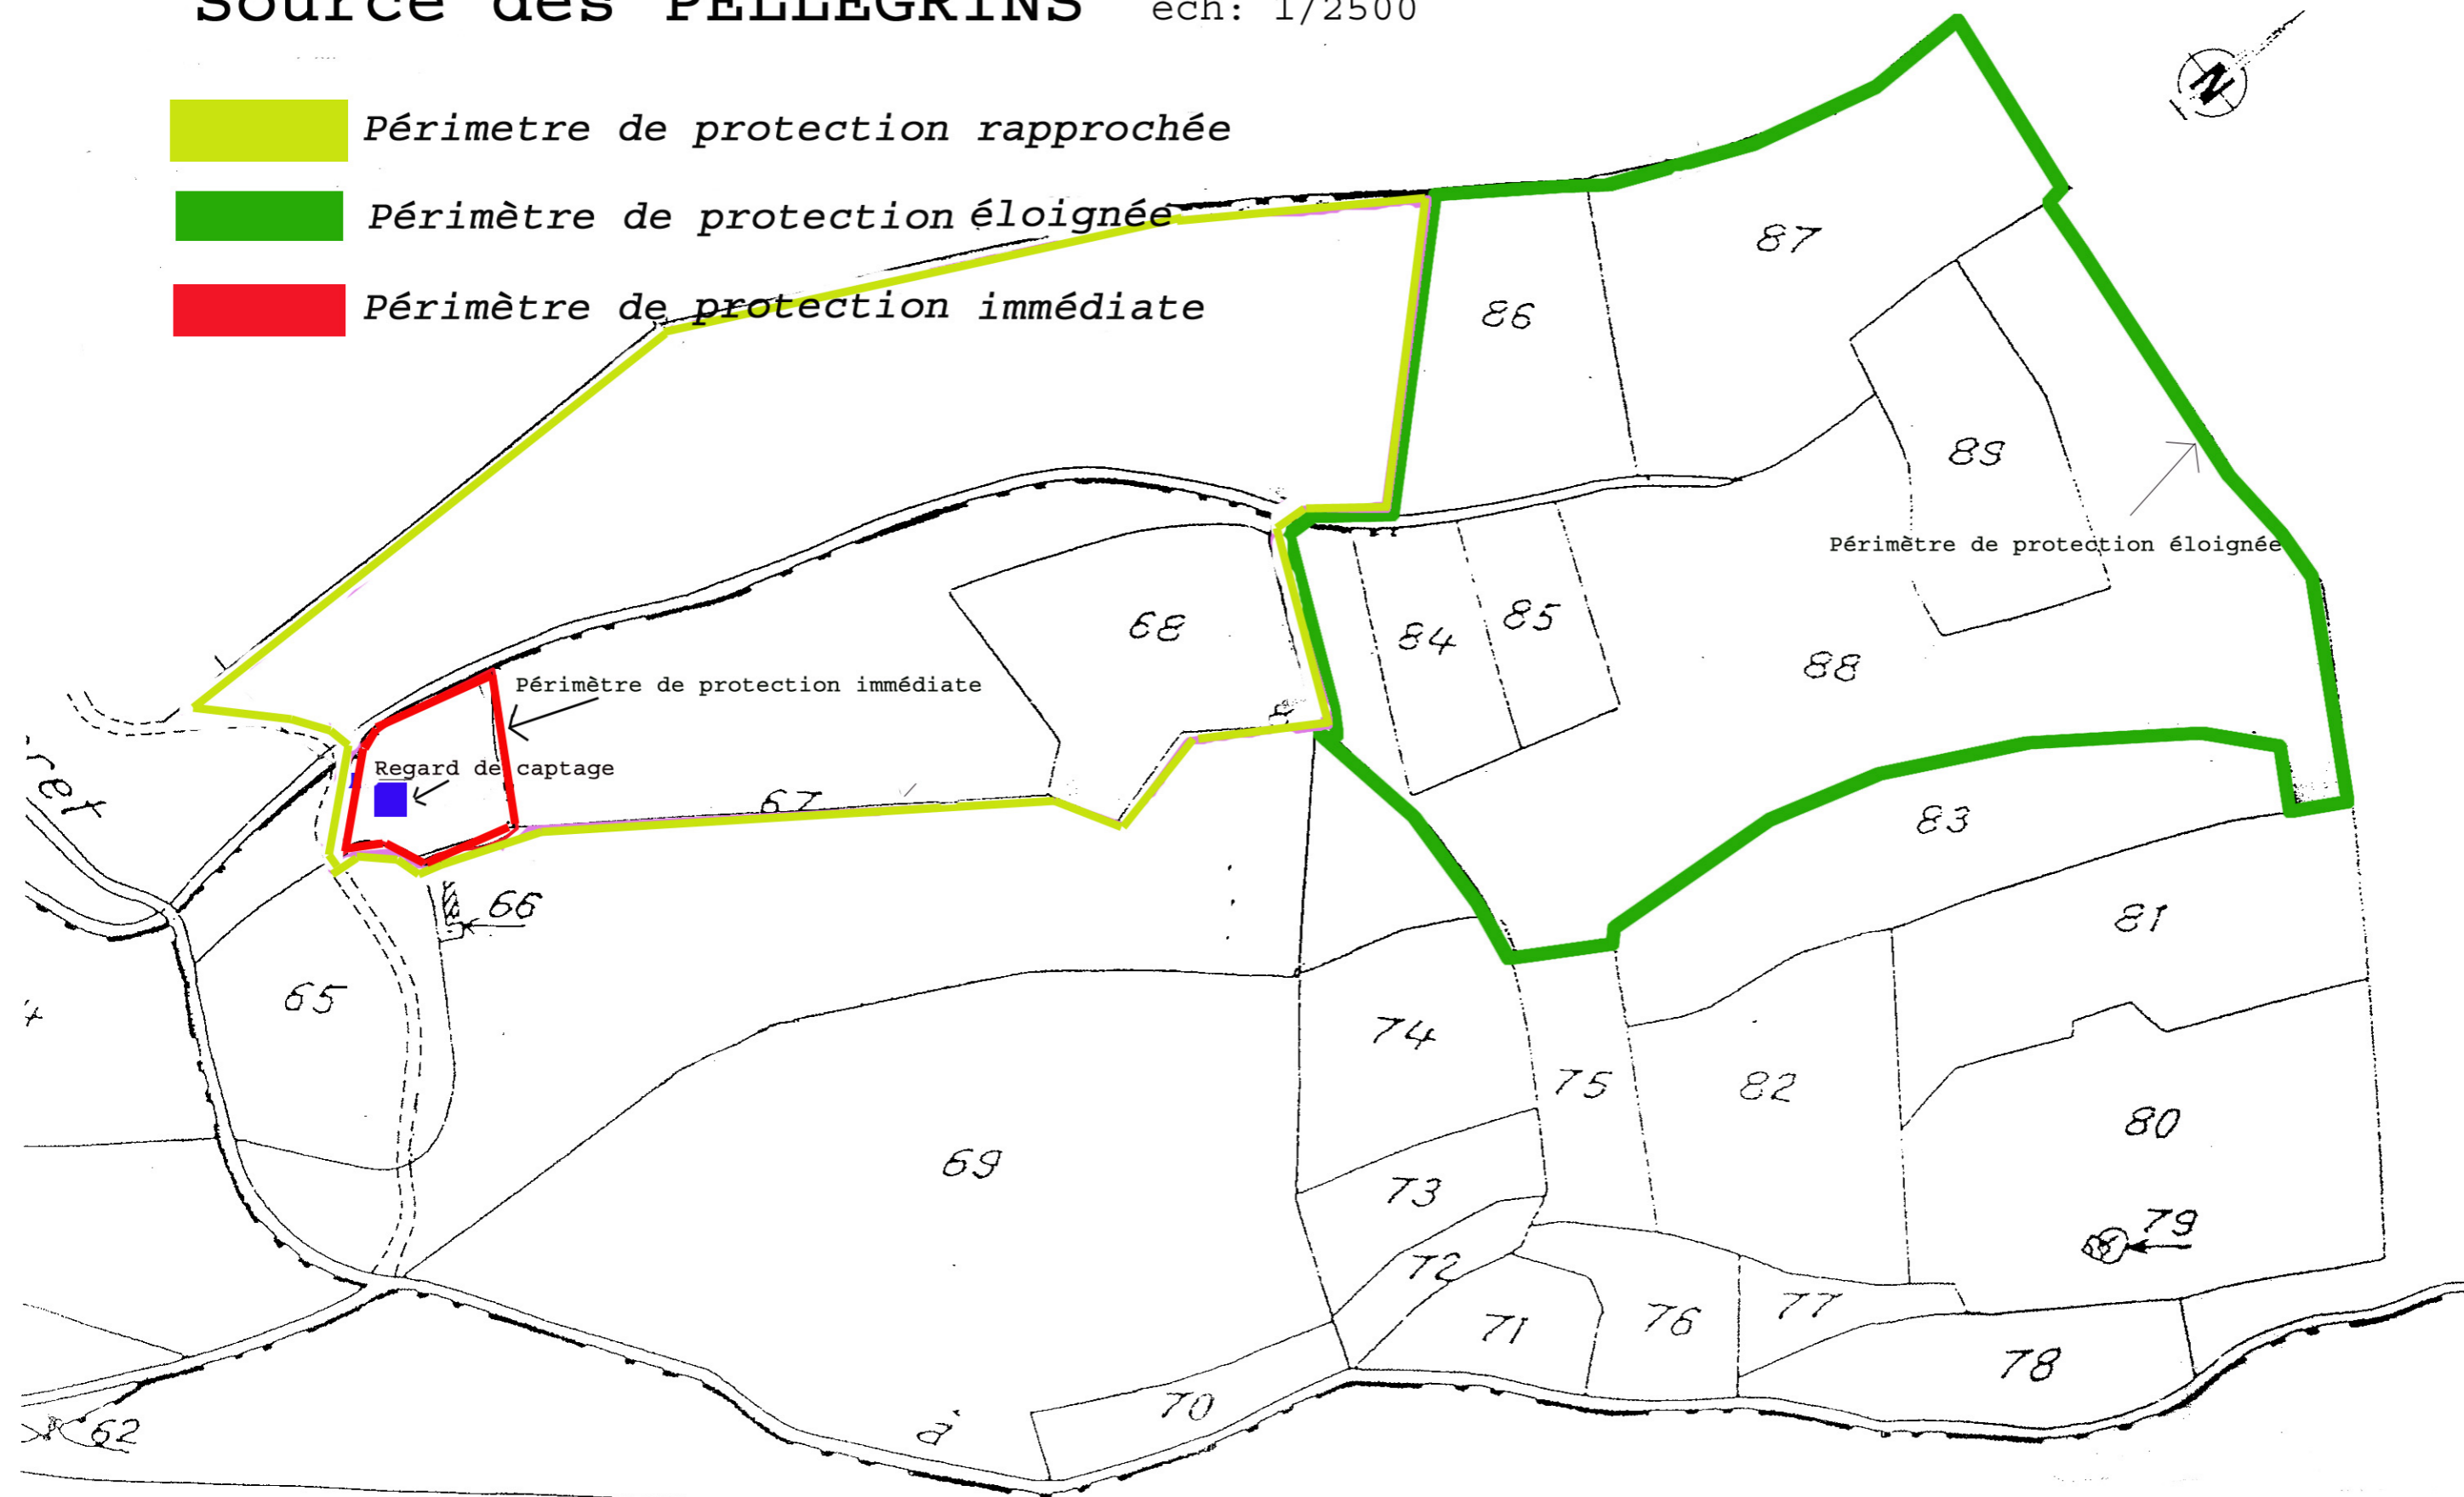 Source des PELLEGRINS ech: 1/2500
N
Périmetre de protection rapprochée
Périmètre de protection éloignée
Périmètre de protection immédiate
87
86
89
Périmètre de protection éloignée
68
85
84
88
Périmètre de protection immédiate
Regard de captage
67
83
66
81
65
74
75
82
80
69
73
79
72
77
76
71
78
70
à
62